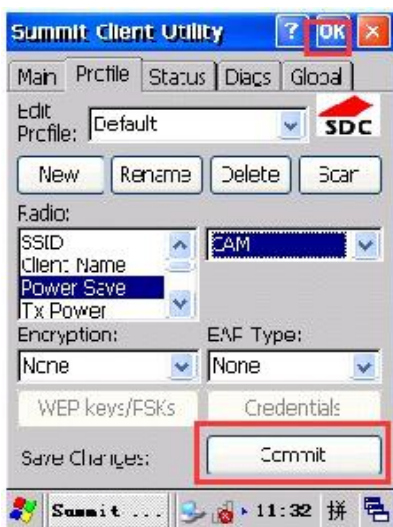 Summit Client Utility ? OK ×
Main Profile Status Diags Global
Edit
Profile: Default
SDC
New Rename Delete Scan
Radio:
SSID
Client Name
Power Save
Tx Power
CAM
Encryption: EAP Type:
None None
WEP keys/PSKs Credentials
Save Changes: Commit
Summit ... 11:32 拼